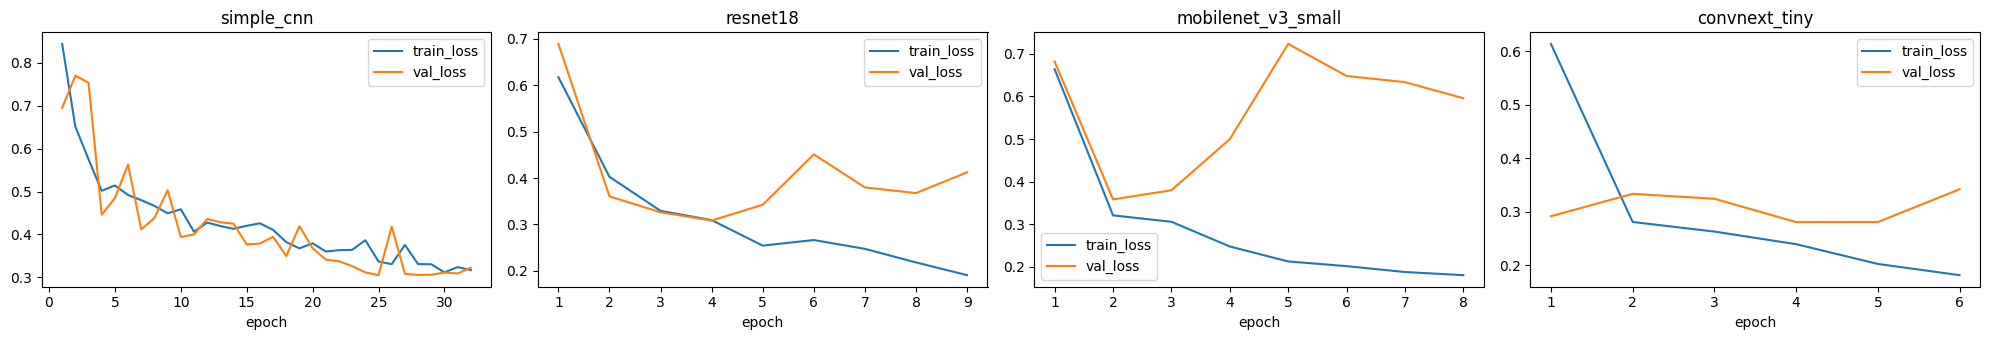 simple_cnn
train_loss
val_loss
0.8
0.7
0.6
0.5
0.4
0.3
0 5 10 15 20 25 30
epoch
resnet18
train_loss
val_loss
0.7
0.6
0.5
0.4
0.3
0.2
1 2 3 4 5 6 7 8 9
epoch
mobilenet_v3_small
0.7
0.6
0.5
0.4
0.3
0.2
train_loss
val_loss
1 2 3 4 5 6 7 8
epoch
convnext_tiny
train_loss
val_loss
0.6
0.5
0.4
0.3
0.2
1 2 3 4 5 6
epoch